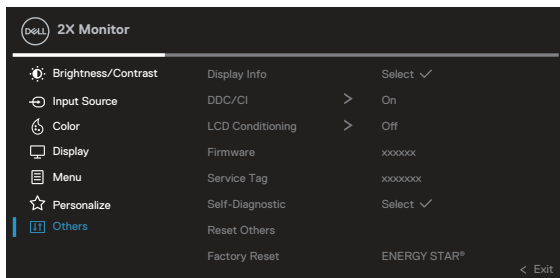 DELL 2X Monitor
Brightness/Contrast Display Info Select ✓
Input Source DDC/CI > On
Color LCD Conditioning > Off
Display Firmware xxxxxx
Menu Service Tag xxxxxxx
Personalize Self-Diagnostic Select ✓
Others Reset Others
Factory Reset ENERGY STAR®
< Exit